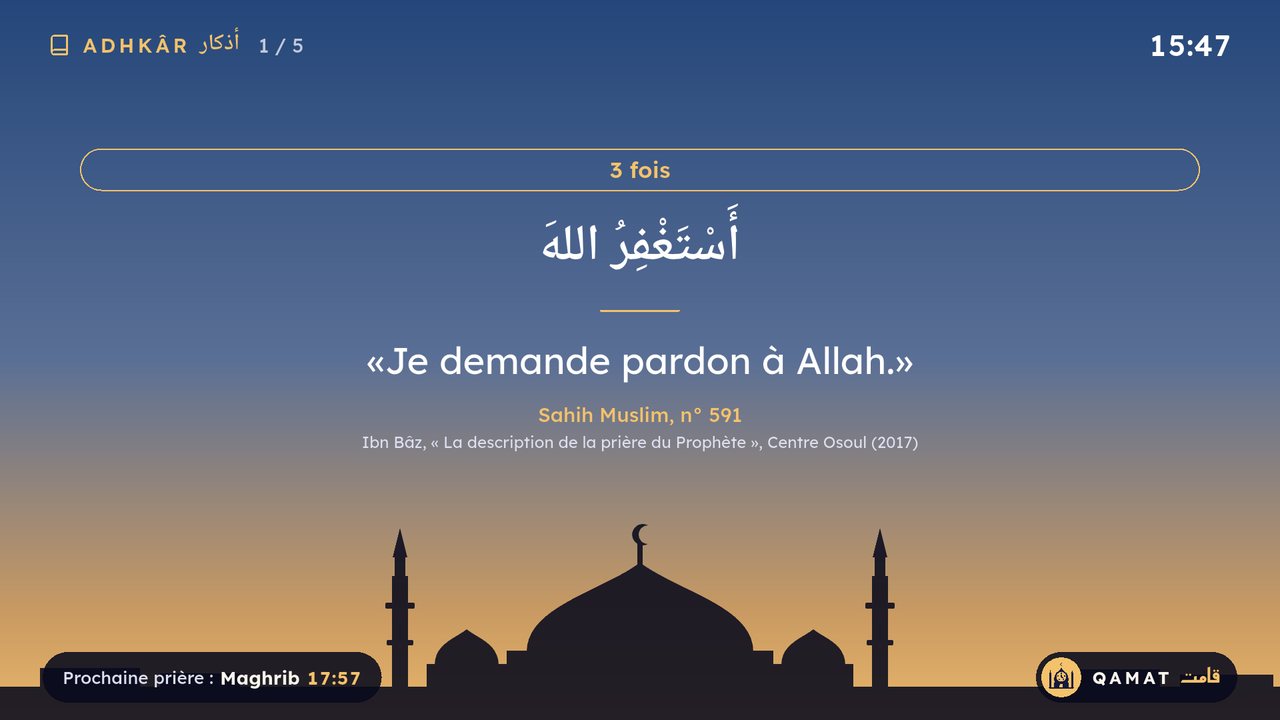 ADHKÂR أذكار 1 / 5
15:47
3 fois
أَسْتَغْفِرُ اللهَ
«Je demande pardon à Allah.»
Sahih Muslim, n° 591
Ibn Bâz, « La description de la prière du Prophète », Centre Osoul (2017)
Prochaine prière : Maghrib 17:57
QAMAT قامت